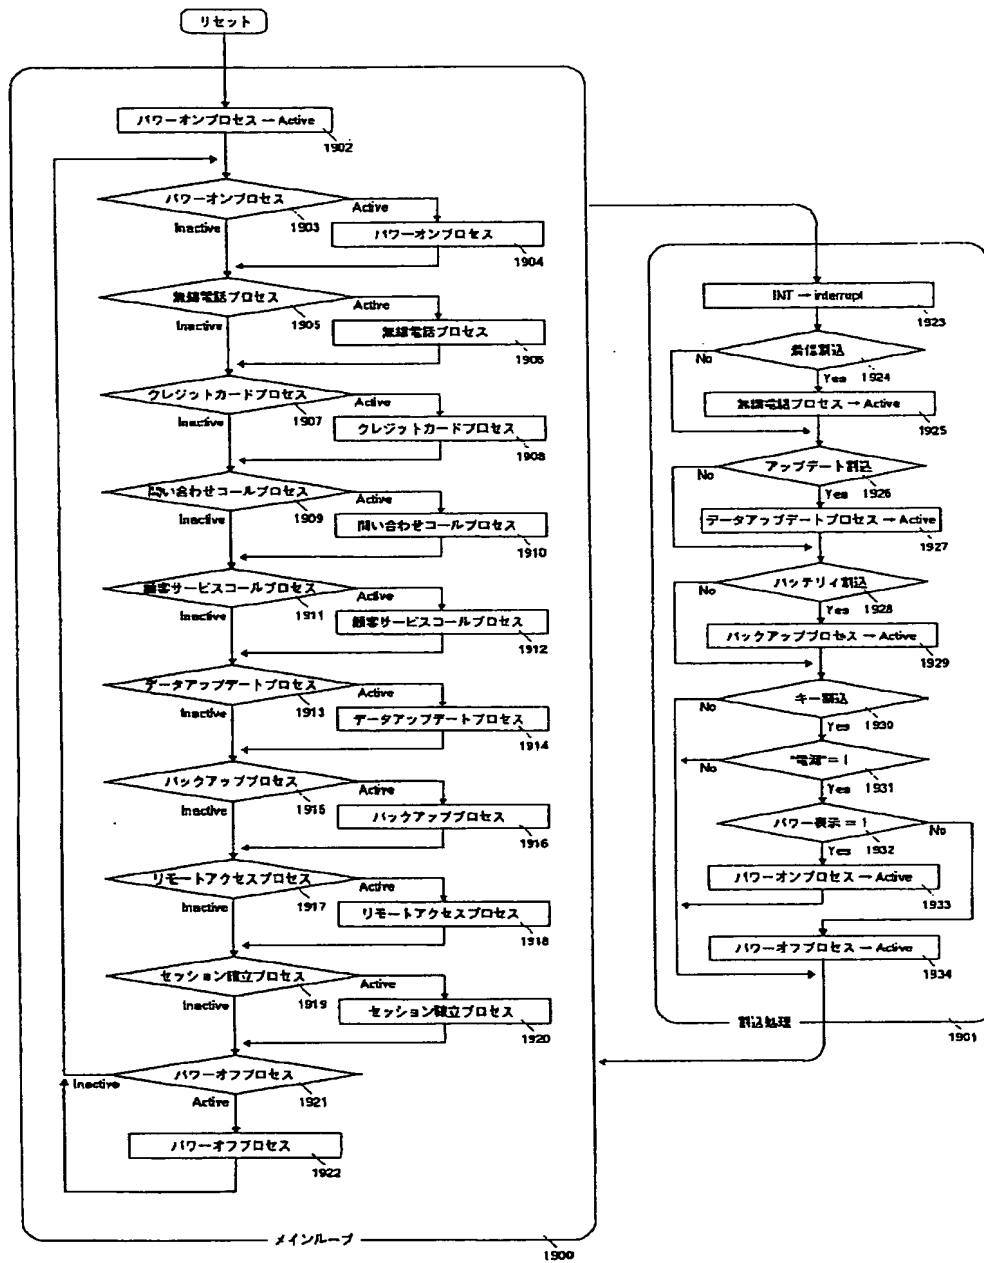 リセット
パワーオンプロセス → Active
1902
パワーオンプロセス
1903
Active
Inactive
パワーオンプロセス
1904
無線電話プロセス
1905
Active
Inactive
無線電話プロセス
1906
クレジットカードプロセス
1907
Active
Inactive
クレジットカードプロセス
1908
問い合わせコールプロセス
1909
Active
Inactive
問い合わせコールプロセス
1910
顧客サービスコールプロセス
1911
Active
Inactive
顧客サービスコールプロセス
1912
データアップデートプロセス
1913
Active
Inactive
データアップデートプロセス
1914
バックアッププロセス
1915
Active
Inactive
バックアッププロセス
1916
リモートアクセスプロセス
1917
Active
Inactive
リモートアクセスプロセス
1918
セッション確立プロセス
1919
Active
Inactive
セッション確立プロセス
1920
パワーオフプロセス
1921
Inactive
Active
パワーオフプロセス
1922
メインループ
1900
INT → interrupt
1923
着信割込
1924
No
Yes
無線電話プロセス → Active
1925
アップデート割込
1926
No
Yes
データアップデートプロセス → Active
1927
バッテリィ割込
1928
No
Yes
バックアッププロセス → Active
1929
キー割込
1930
No
Yes
"電源" = 1
1931
No
Yes
パワー表示 = 1
1932
No
Yes
パワーオンプロセス → Active
1933
パワーオフプロセス → Active
1934
割込処理
1901